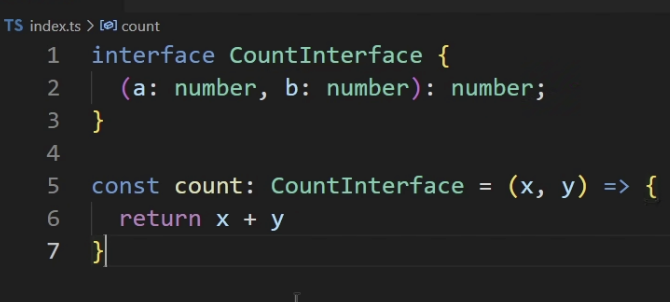 TS index.ts > count
1 interface CountInterface {
2 (a: number, b: number): number;
3 }
4
5 const count: CountInterface = (x, y) => {
6 return x + y
7 }